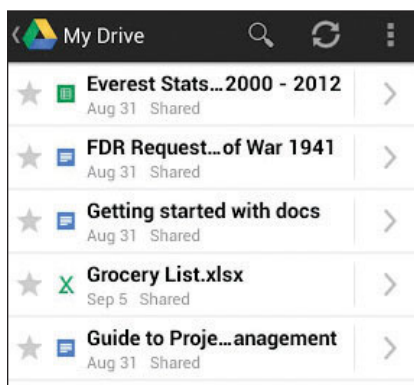 My Drive
Everest Stats...2000 - 2012
Aug 31 Shared
FDR Request...of War 1941
Aug 31 Shared
Getting started with docs
Aug 31 Shared
Grocery List.xlsx
Sep 5 Shared
Guide to Proje...anagement
Aug 31 Shared